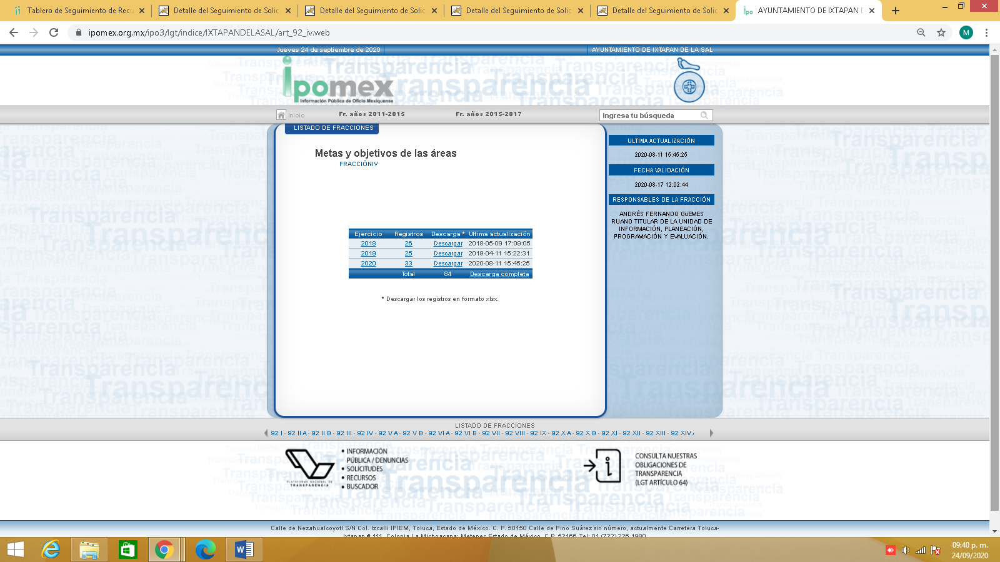 Tablero de Seguimiento de Recu
Detalle del Seguimiento de Solic
Detalle del Seguimiento de Solic
Detalle del Seguimiento de Solic
Detalle del Seguimiento de Solic
AYUNTAMIENTO DE IXTAPAN D
ipomex.org.mx/ipo3/lgt/indice/IXTAPANDELASAL/art_92_iv.web
M
Jueves 24 de septiembre de 2020
AYUNTAMIENTO DE IXTAPAN DE LA SAL
ipomex
Información Pública de Oficio Mexiquense
Inicio
Fr. años 2011-2015
Fr. años 2015-2017
Ingresa tu búsqueda
LISTADO DE FRACCIONES
Metas y objetivos de las áreas
FRACCIÓNIV
Ejercicio Registros Descarga * Ultima actualización
2018 26 Descargar 2018-05-09 17:09:05
2019 25 Descargar 2019-04-11 15:22:31
2020 33 Descargar 2020-08-11 15:45:25
Total 84 Descarga completa
* Descargar los registros en formato xlsx.
ULTIMA ACTUALIZACIÓN
2020-08-11 15:45:25
FECHA VALIDACIÓN
2020-08-17 12:02:44
RESPONSABLES DE LA FRACCIÓN
ANDRÉS FERNANDO GüEMES
RUANO TITULAR DE LA UNIDAD DE
INFORMACIÓN, PLANEACIÓN,
PROGRAMACIÓN Y EVALUACIÓN.
LISTADO DE FRACCIONES
92 I - 92 II A - 92 II B - 92 III - 92 IV - 92 V A - 92 V B - 92 VI A - 92 VI B - 92 VII - 92 VIII - 92 IX - 92 X A - 92 X B - 92 XI - 92 XII - 92 XIII - 92 XIV
PLATAFORMA NACIONAL DE
TRANSPARENCIA
• INFORMACIÓN
PÚBLICA / DENUNCIAS
• SOLICITUDES
• RECURSOS
• BUSCADOR
CONSULTA NUESTRAS
OBLIGACIONES DE
TRANSPARENCIA
(LGT ARTÍCULO 64)
Calle de Nezahualcoyotl S/N Col. Izcalli IPIEM, Toluca, Estado de México. C. P. 50150 Calle de Pino Suárez sin número, actualmente Carretera Toluca-
Ixtapan # 111, Colonia La Michoacana; Metepec Estado de México, C.P. 52166 Tel: 01 (722) 226 1980
09:40 p. m.
24/09/2020